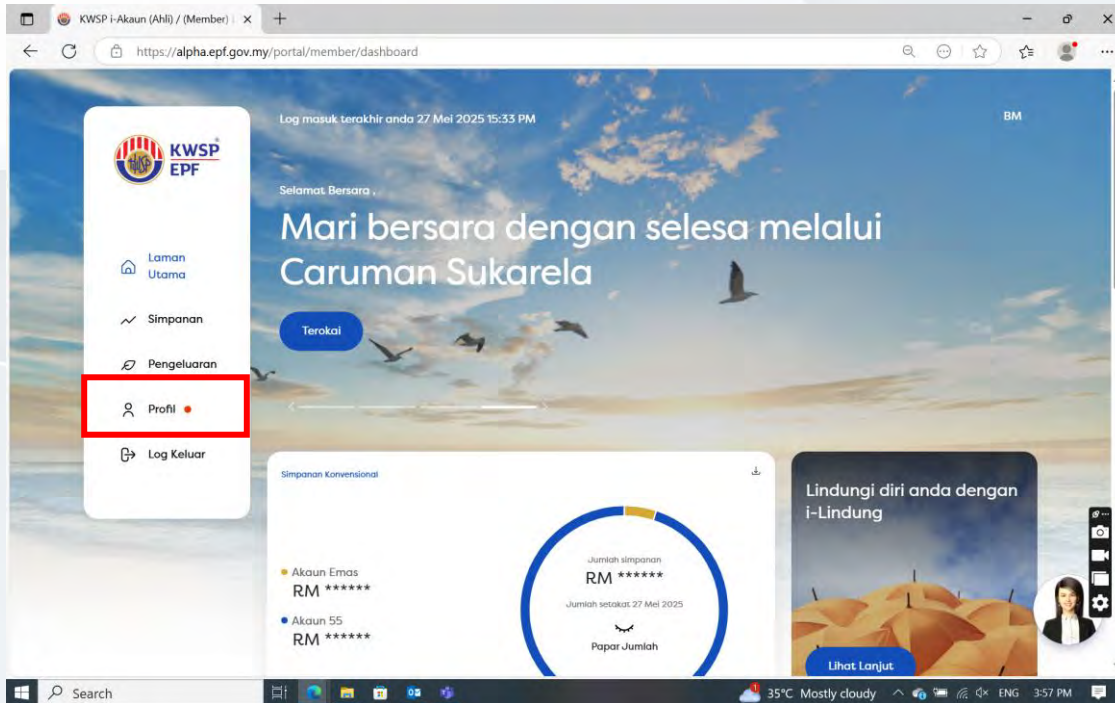 KWSP i-Akaun (Ahli) / (Member)
https://alpha.epf.gov.my/portal/member/dashboard
KWSP
EPF
Log masuk terakhir anda 27 Mei 2025 15:33 PM
BM
Selamat Bersara ,
Mari bersara dengan selesa melalui
Caruman Sukarela
Terokai
Laman
Utama
Simpanan
Pengeluaran
Profil
Log Keluar
Simpanan Konvensional
Akaun Emas
RM ******
Akaun 55
RM ******
Jumlah simpanan
RM ******
Jumlah setakat 27 Mei 2025
Papar Jumlah
Lindungi diri anda dengan
i-Lindung
Lihat Lanjut
Search
35°C Mostly cloudy
ENG
3:57 PM